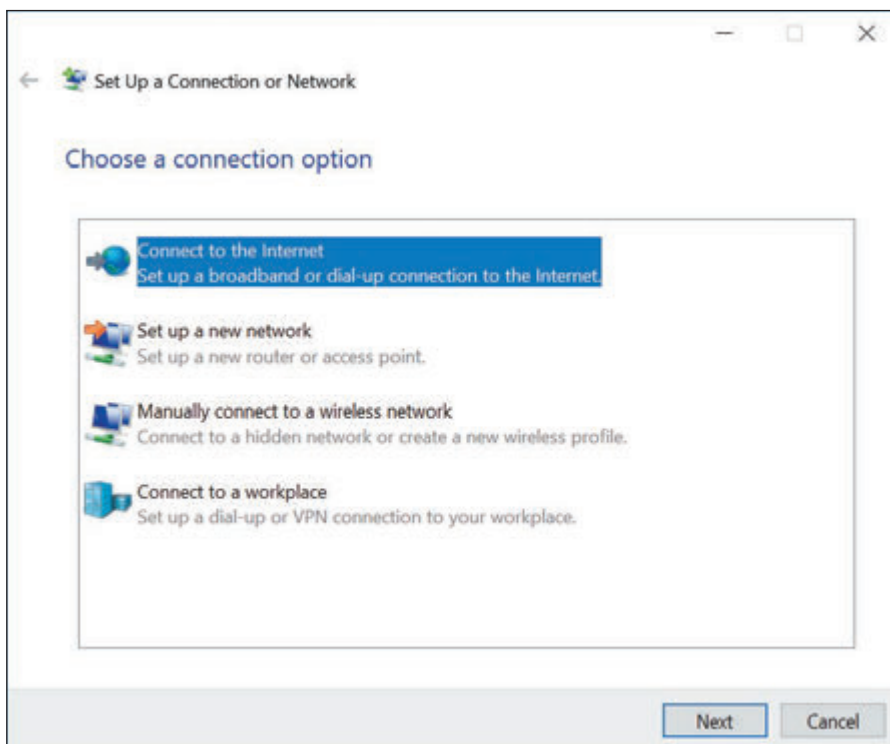 Set Up a Connection or Network
Choose a connection option
Connect to the Internet
Set up a broadband or dial-up connection to the Internet.
Set up a new network
Set up a new router or access point.
Manually connect to a wireless network
Connect to a hidden network or create a new wireless profile.
Connect to a workplace
Set up a dial-up or VPN connection to your workplace.
Next Cancel